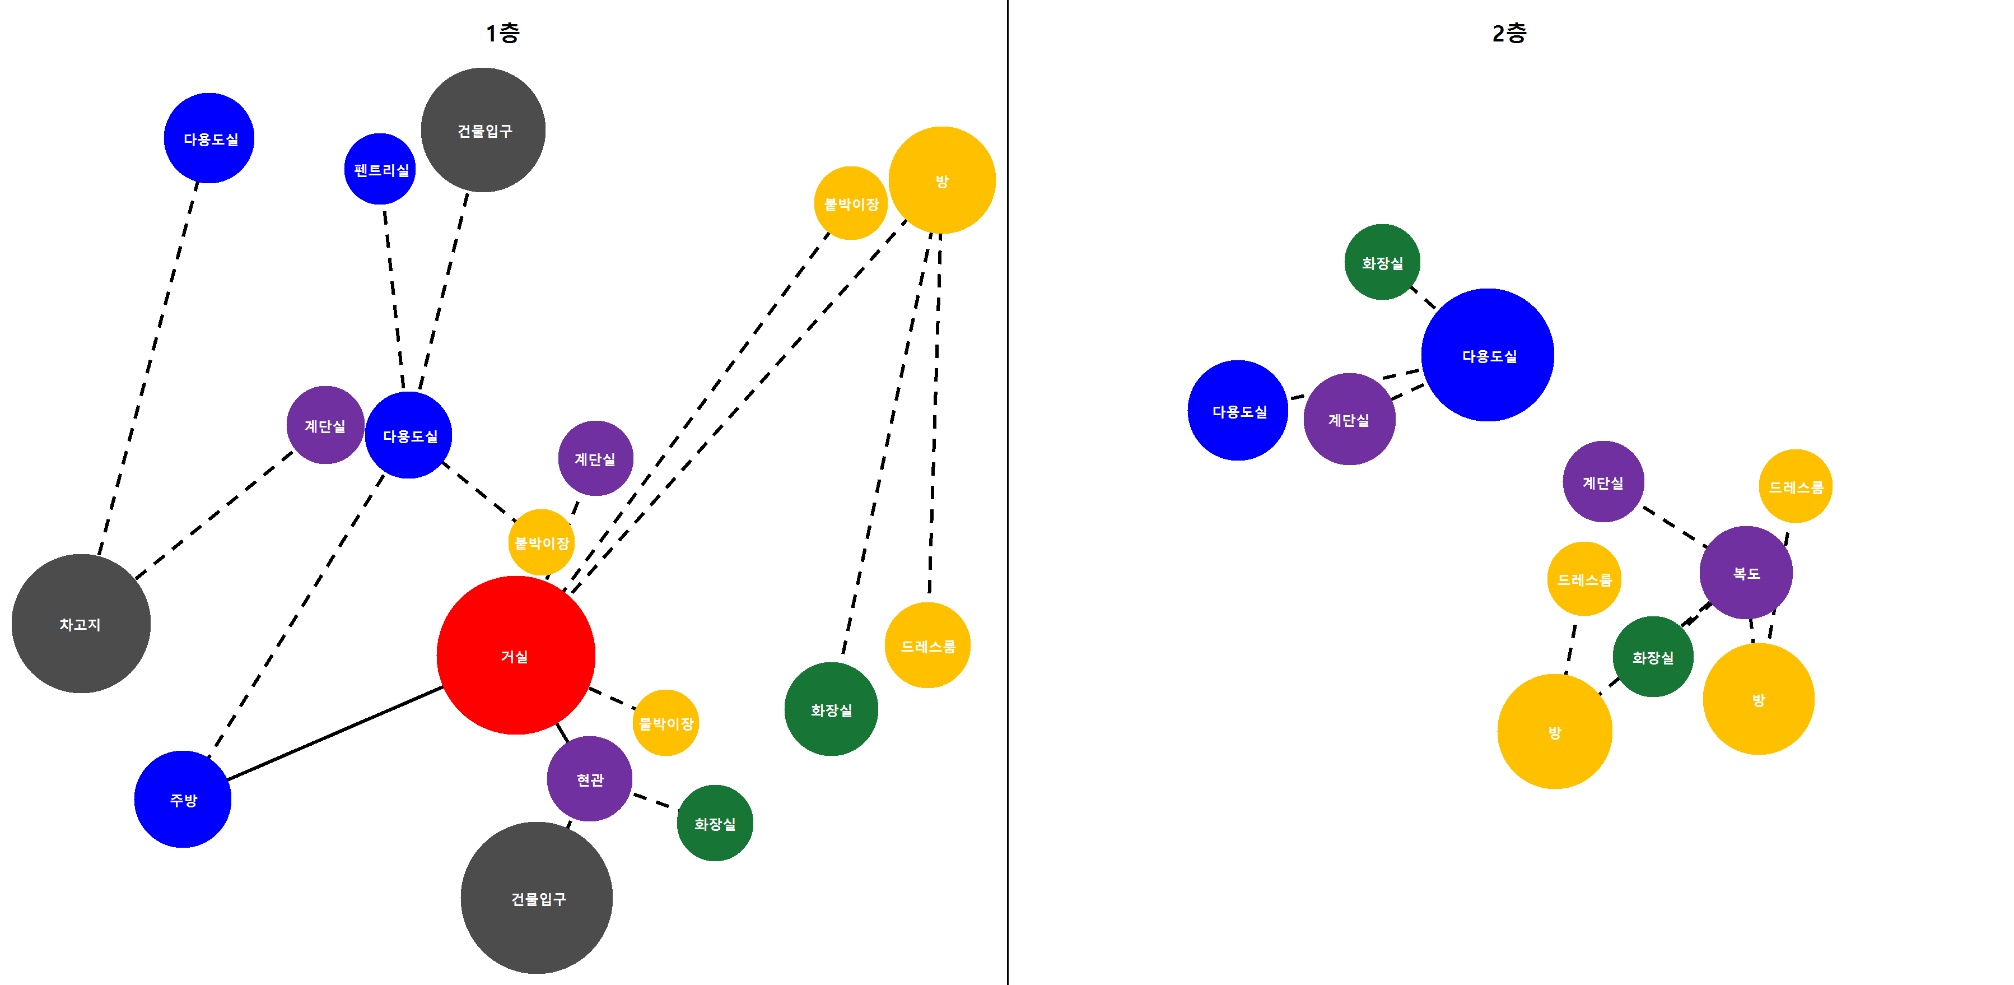 1층
다용도실
펜트리실
건물입구
붙박이장
방
계단실
다용도실
계단실
붙박이장
차고지
거실
드레스룸
화장실
붙박이장
주방
현관
화장실
건물입구
2층
화장실
다용도실
다용도실
계단실
계단실
드레스룸
드레스룸
복도
화장실
방
방